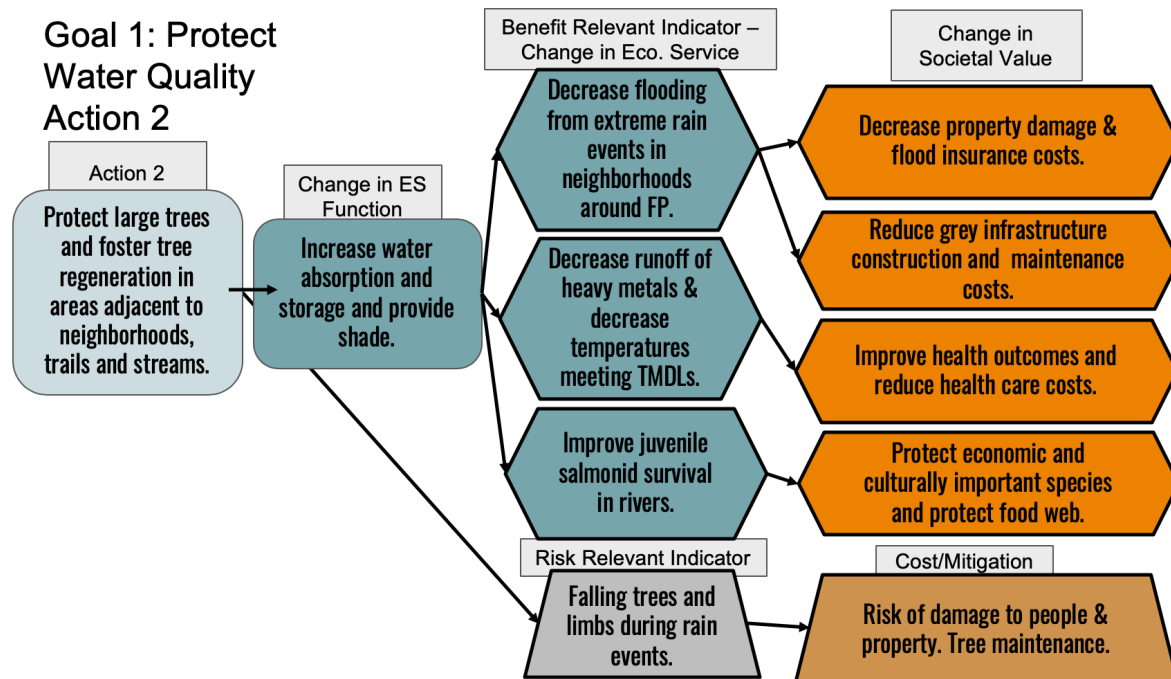 Goal 1: Protect
Water Quality
Action 2
Action 2
Protect large trees
and foster tree
regeneration in
areas adjacent to
neighborhoods,
trails and streams.
Change in ES
Function
Increase water
absorption and
storage and provide
shade.
Benefit Relevant Indicator –
Change in Eco. Service
Decrease flooding
from extreme rain
events in
neighborhoods
around FP.
Decrease runoff of
heavy metals &
decrease
temperatures
meeting TMDLs.
Improve juvenile
salmonid survival
in rivers.
Risk Relevant Indicator
Falling trees and
limbs during rain
events.
Change in
Societal Value
Decrease property damage &
flood insurance costs.
Reduce grey infrastructure
construction and maintenance
costs.
Improve health outcomes and
reduce health care costs.
Protect economic and
culturally important species
and protect food web.
Cost/Mitigation
Risk of damage to people &
property. Tree maintenance.